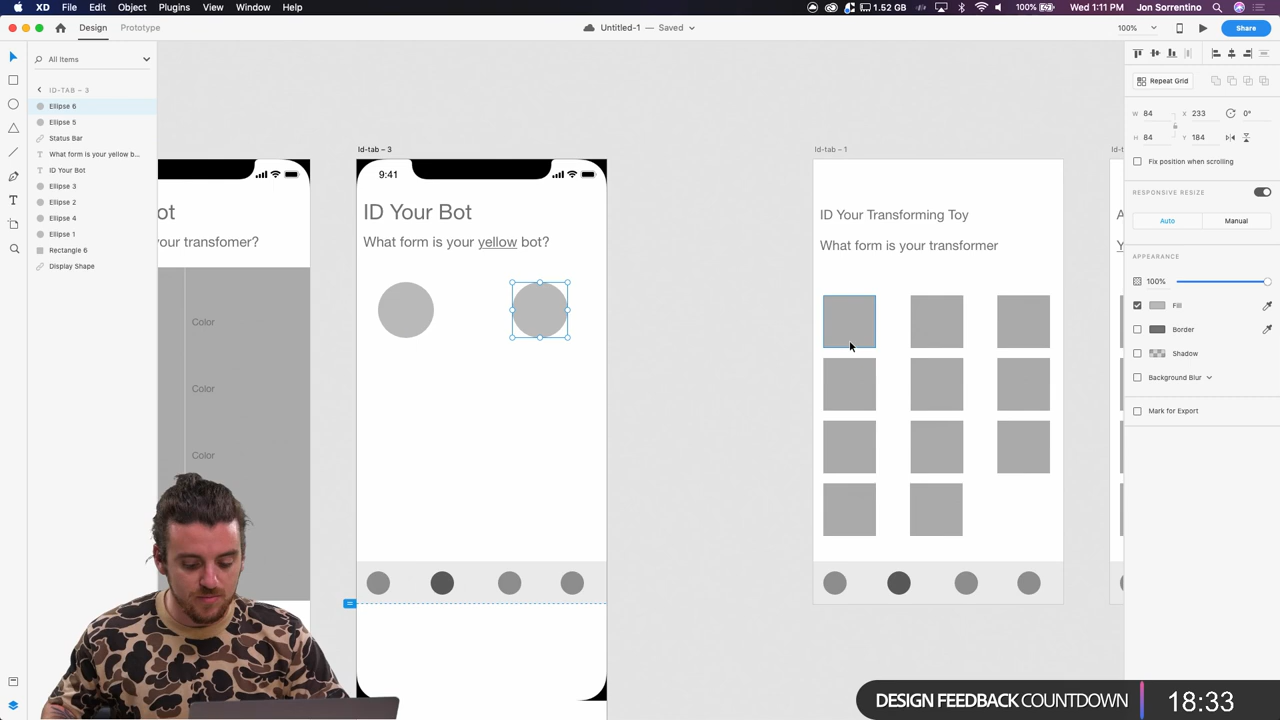 XD File Edit Object Plugins View Window Help 1.52 GB 100% Wed 1:11 PM Jon Sorrentino
Design Prototype Untitled-1 — Saved 100% Share
All Items
ID-TAB – 3
Ellipse 6
Ellipse 5
Status Bar
What form is your yellow b...
ID Your Bot
Ellipse 3
Ellipse 2
Ellipse 4
Ellipse 1
Rectangle 6
Display Shape
ot
our transfomer?
Color
Color
Color
Id-tab – 3
9:41
ID Your Bot
What form is your yellow bot?
Id-tab – 1
ID Your Transforming Toy
What form is your transformer
Id-t
A
Y
Repeat Grid
W 84 X 233 0°
H 84 Y 184
Fix position when scrolling
RESPONSIVE RESIZE
Auto Manual
APPEARANCE
100%
Fill
Border
Shadow
Background Blur
Mark for Export
DESIGN FEEDBACK COUNTDOWN 18:33